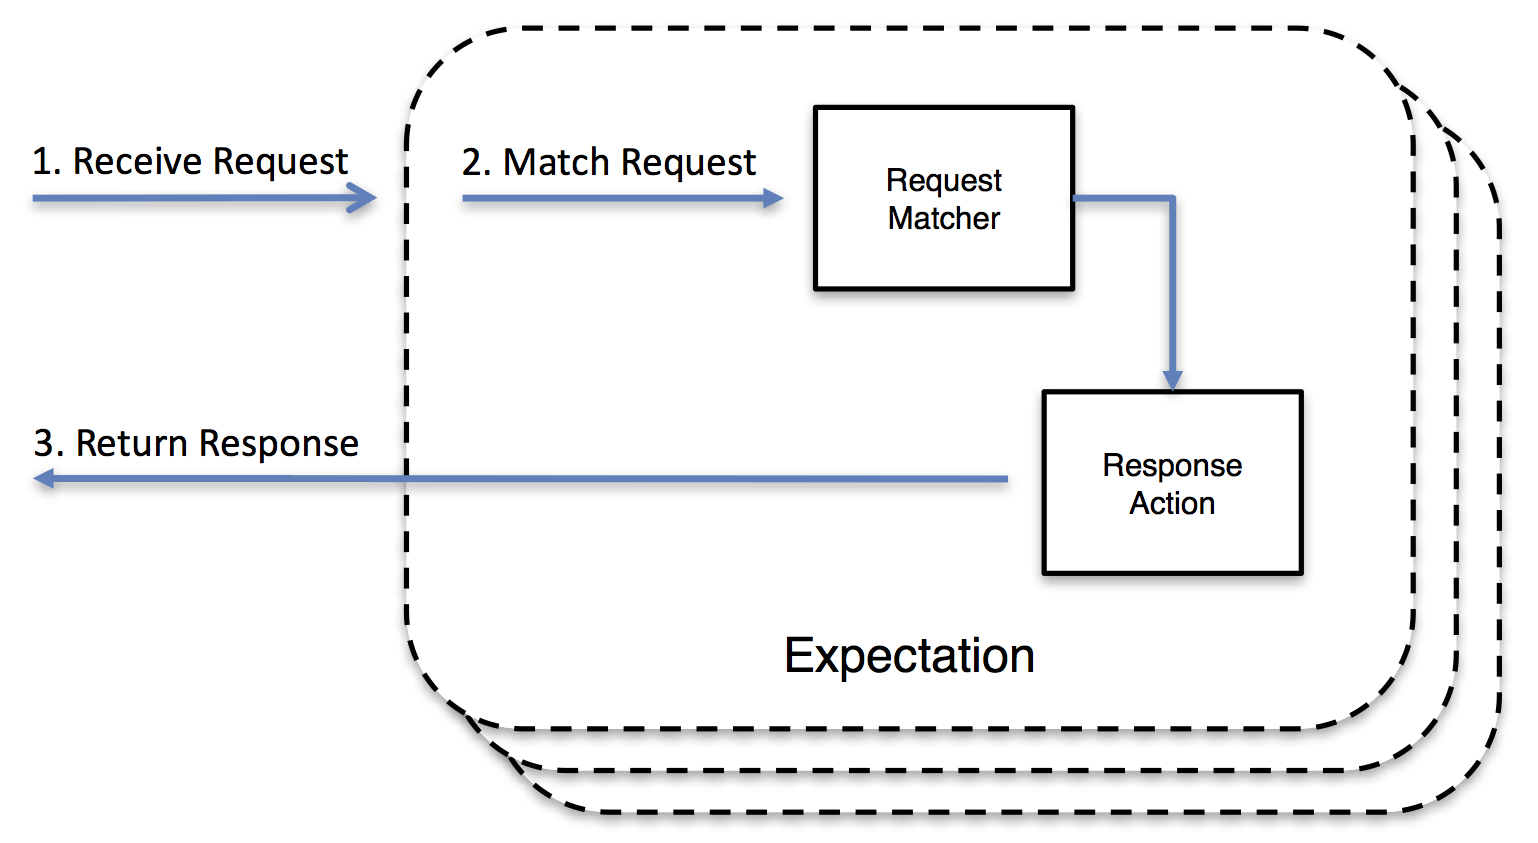 1. Receive Request
2. Match Request
Request
Matcher
3. Return Response
Response
Action
Expectation